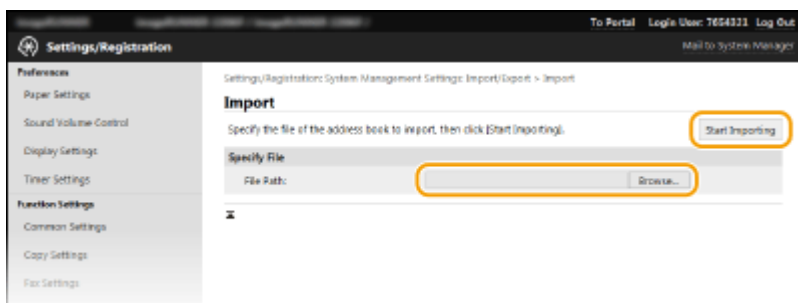 To Portal Login User: 7654321 Log Out
Settings/Registration
Mail to System Manager
Preferences
Paper Settings
Sound Volume Control
Display Settings
Timer Settings
Function Settings
Common Settings
Copy Settings
Fax Settings
Settings/Registration: System Management Settings: Import/Export > Import
Import
Specify the file of the address book to import, then click [Start Importing].
Start Importing
Specify File
File Path:
Browse...